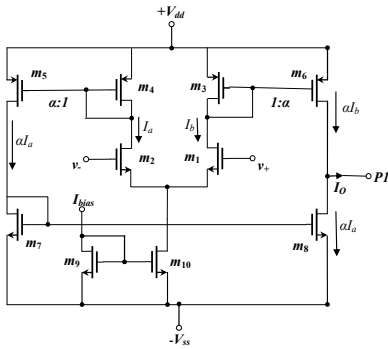 +Vdd
m5
m4
m3
m6
α:1
1:α
Ia
Ib
αIb
αIa
m2
m1
v-
v+
IO
P1
Ibias
αIa
m7
m8
m9
m10
-Vss